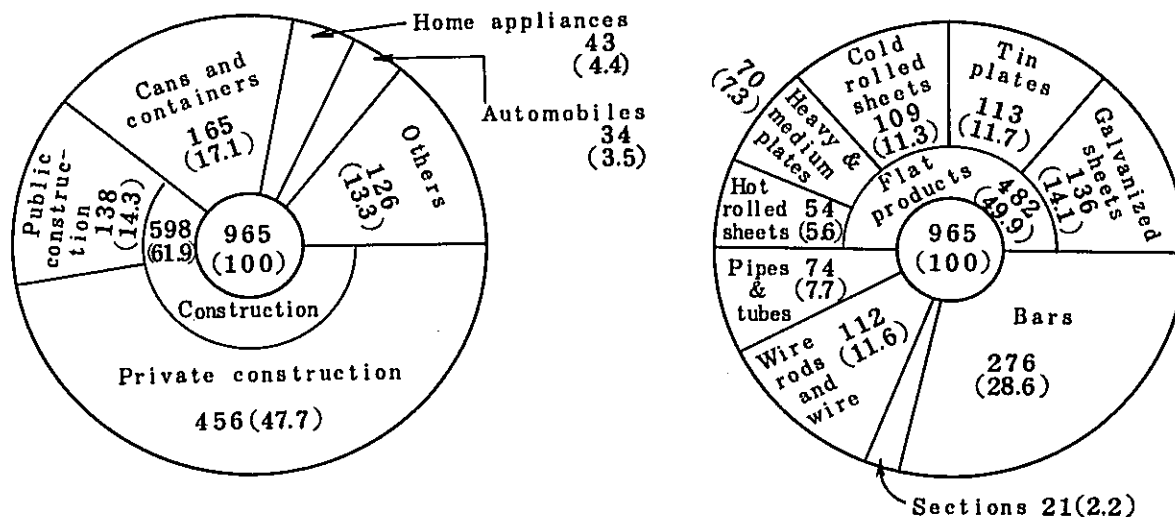 Home appliances
43
(4.4)
Automobiles
34
(3.5)
Cans and
containers
165
(17.1)
Others
126
(13.3)
Public
construc-
tion
138
(14.3)
598
(61.9)
965
(100)
Construction
Private construction
456(47.7)
Cold
rolled
sheets
109
(11.3)
Tin
plates
113
(11.7)
Galvanized
sheets
136
(14.1)
70
(7.3)
Heavy &
medium
plates
Flat
products
482
(49.9)
Hot
rolled
sheets
54
(5.6)
965
(100)
Pipes
&
tubes
74
(7.7)
Wire
rods
and
wire
112
(11.6)
Bars
276
(28.6)
Sections 21(2.2)